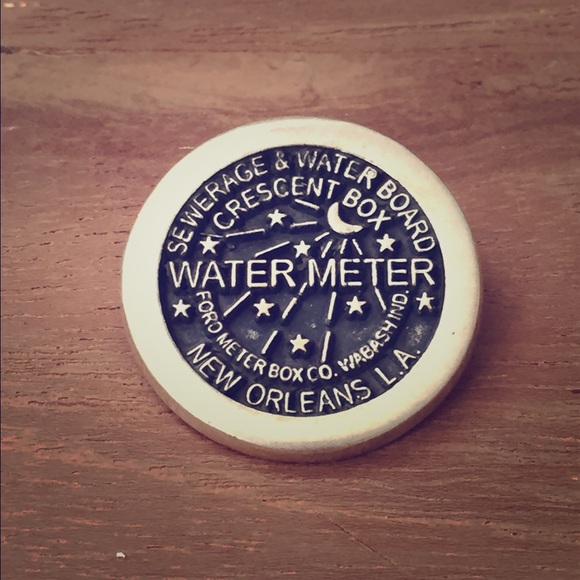 SEWERAGE & WATER BOARD
CRESCENT BOX
WATER METER
FORD METER BOX CO. WABASH IND.
NEW ORLEANS L.A.